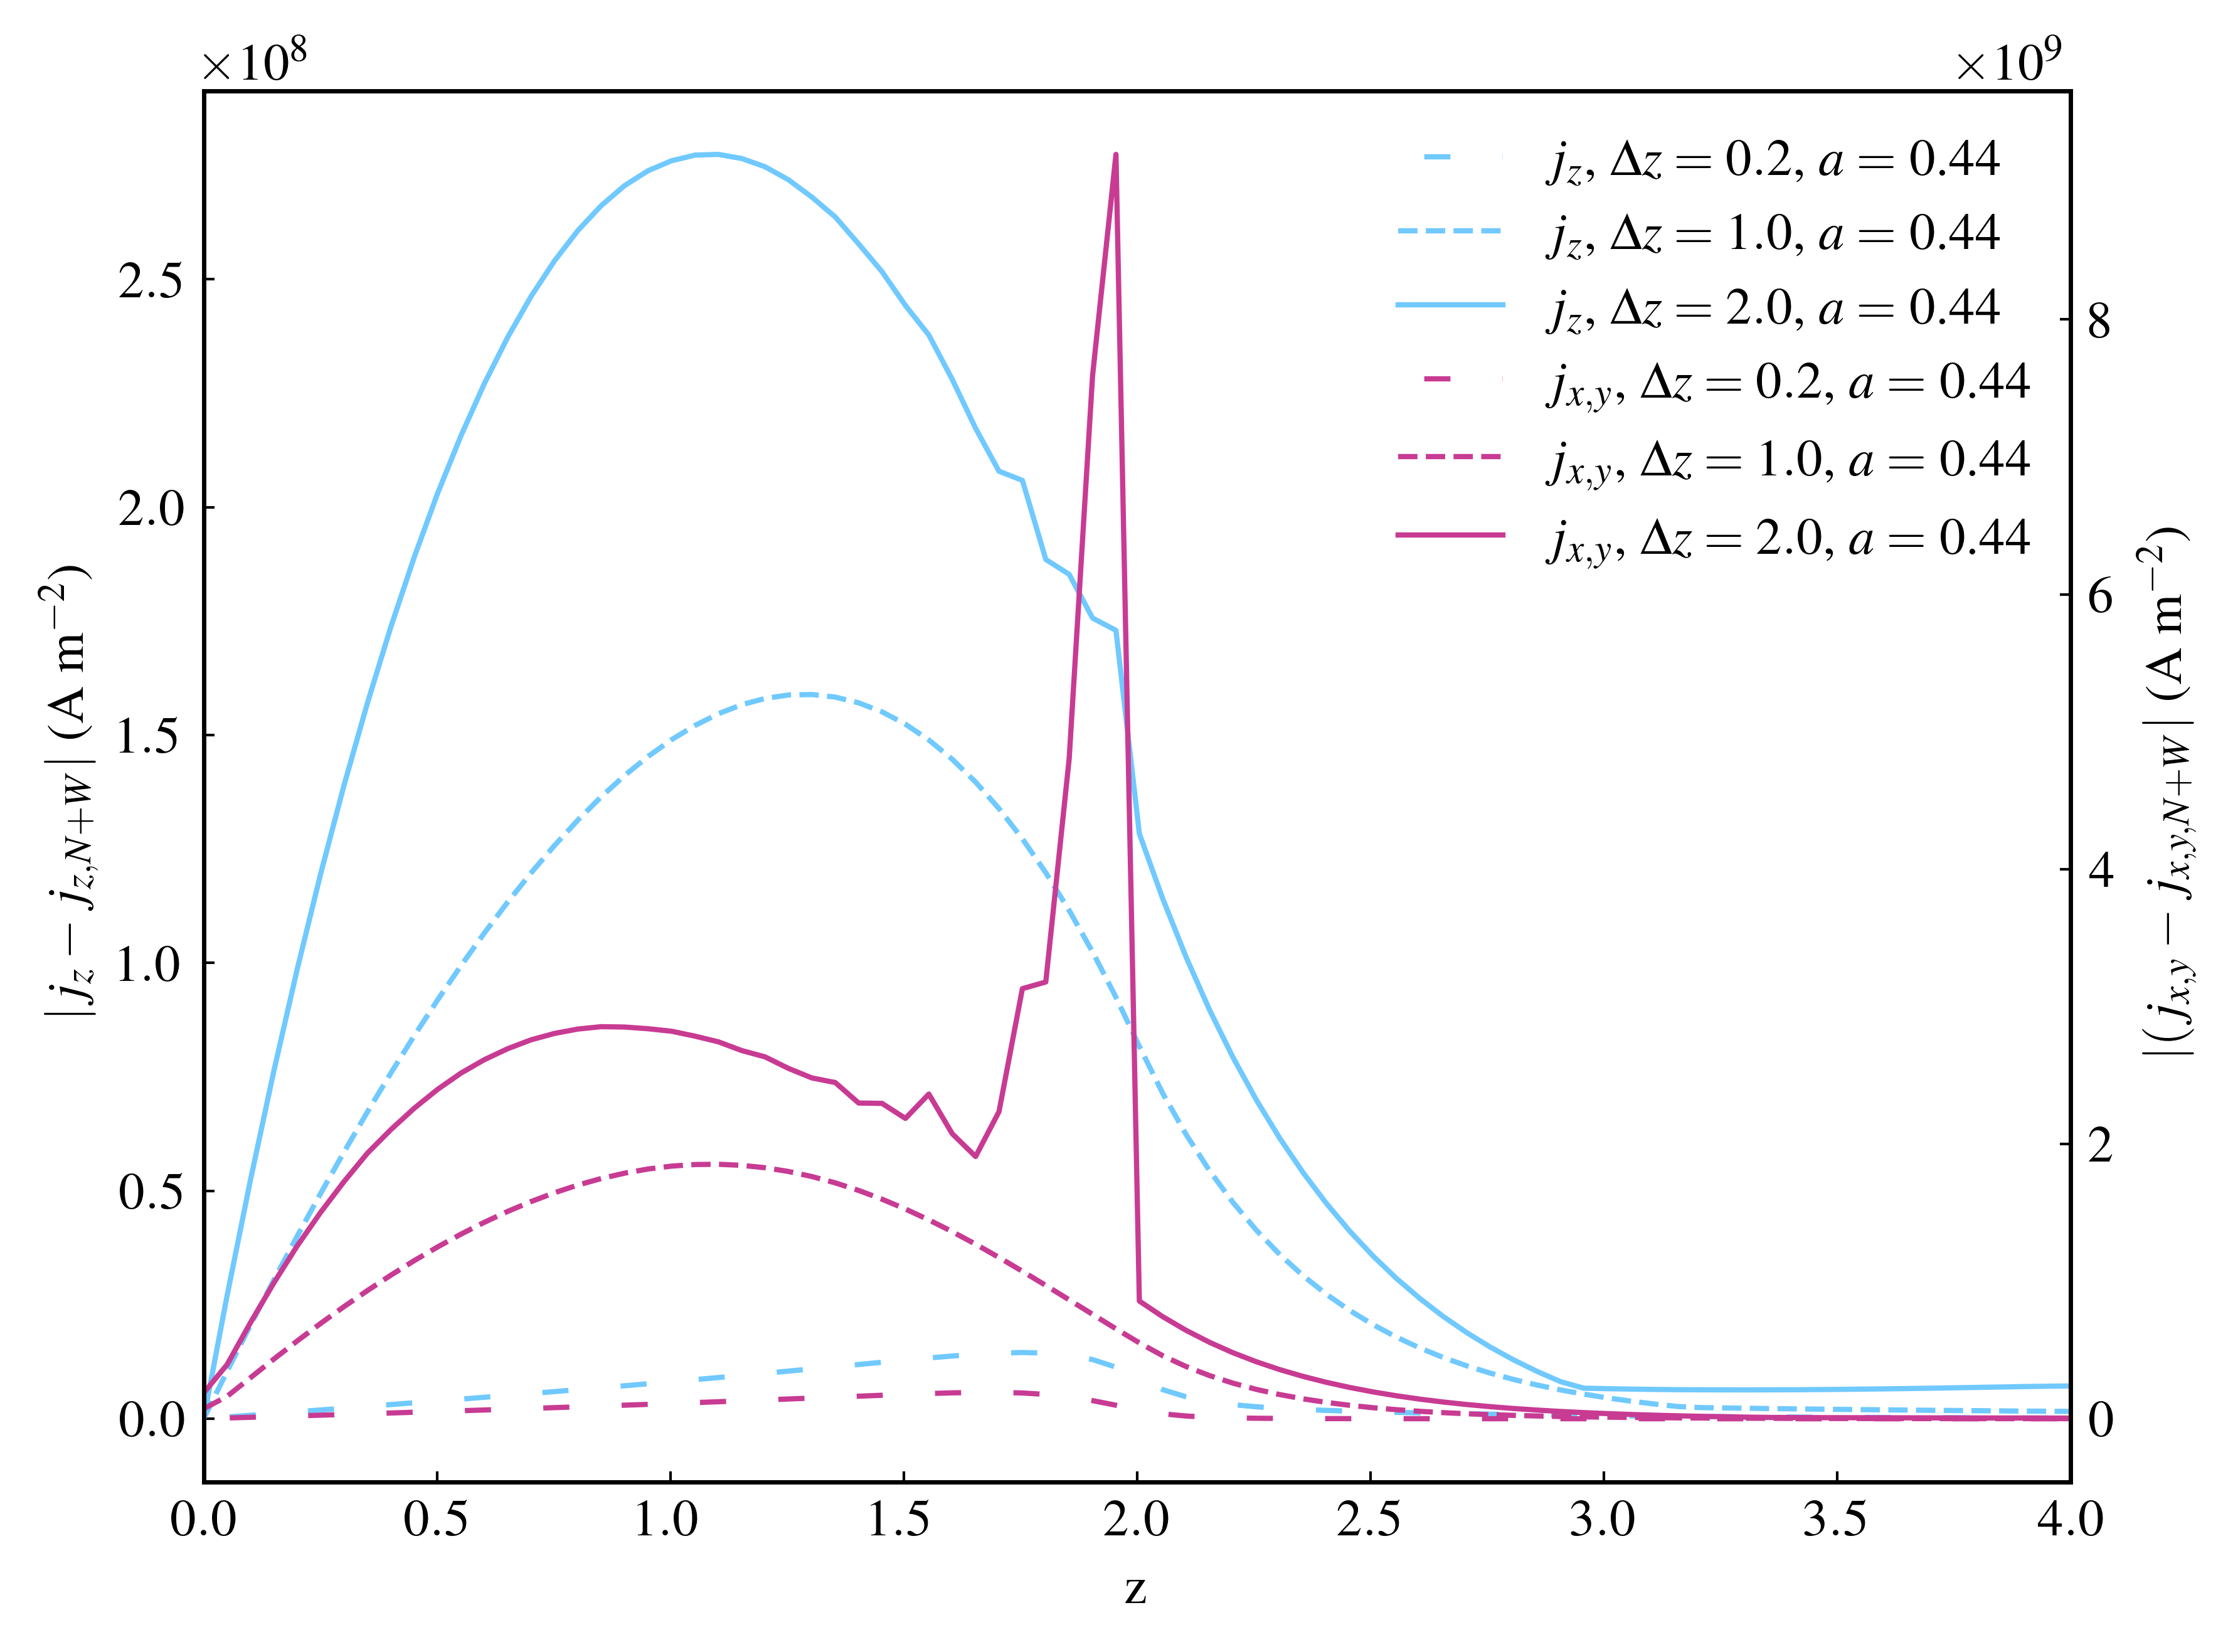 ×10⁸ ×10⁹
j_z, Δz = 0.2, a = 0.44
j_z, Δz = 1.0, a = 0.44
j_z, Δz = 2.0, a = 0.44
j_{x,y}, Δz = 0.2, a = 0.44
j_{x,y}, Δz = 1.0, a = 0.44
j_{x,y}, Δz = 2.0, a = 0.44
|j_z − j_{z,N+W}| (A m⁻²)
2.5
2.0
1.5
1.0
0.5
0.0
8
6
4
2
0
|(j_{x,y} − j_{x,y,N+W}| (A m⁻²)
0.0 0.5 1.0 1.5 2.0 2.5 3.0 3.5 4.0
z